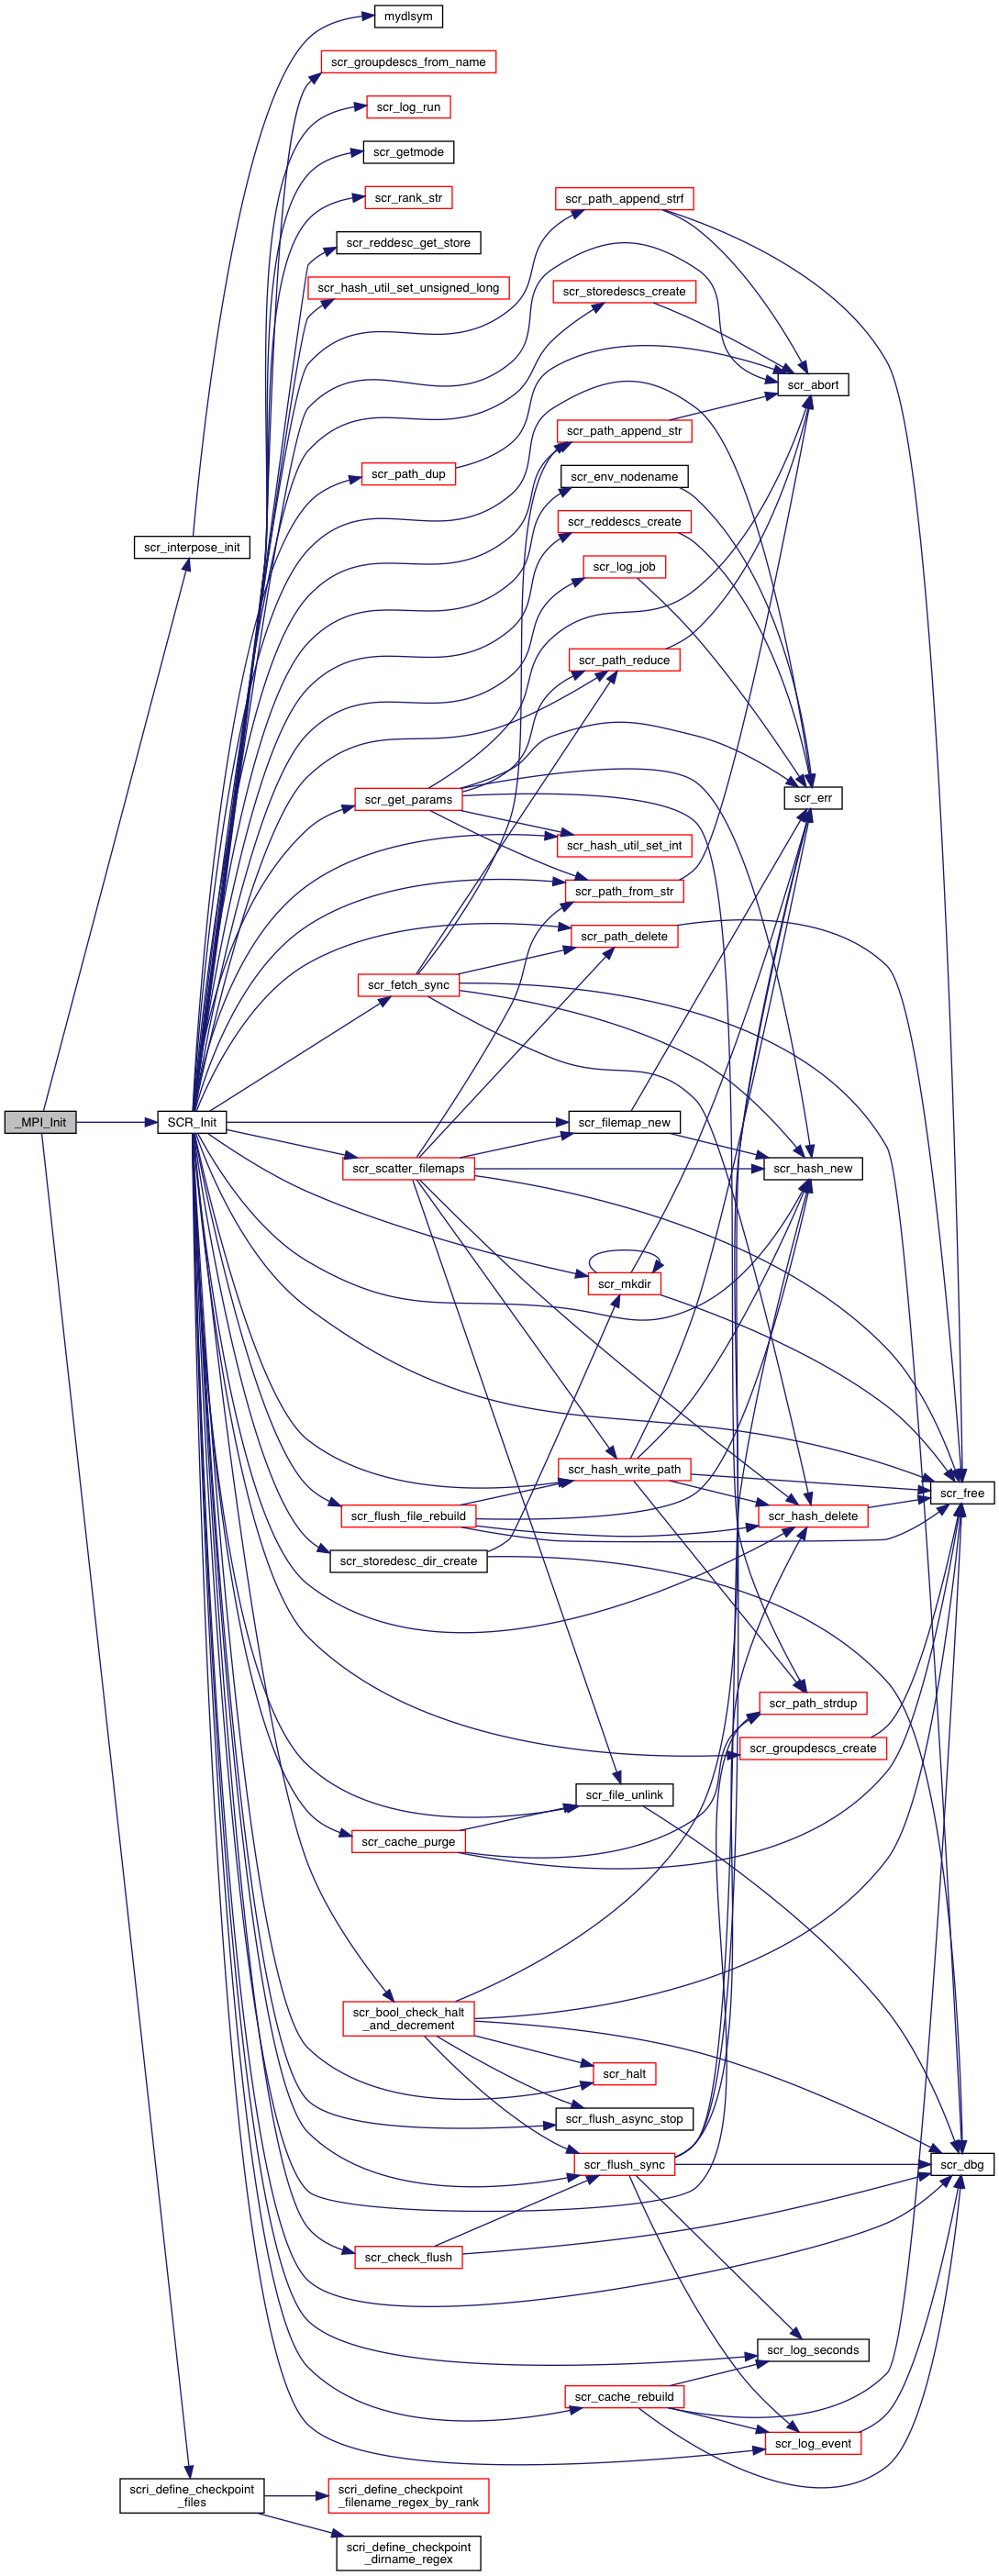 mydlsym
scr_groupdescs_from_name
scr_log_run
scr_getmode
scr_rank_str
scr_path_append_strf
scr_reddesc_get_store
scr_hash_util_set_unsigned_long
scr_storedescs_create
scr_abort
scr_path_append_str
scr_path_dup
scr_env_nodename
scr_reddescs_create
scr_interpose_init
scr_log_job
scr_path_reduce
scr_get_params
scr_err
scr_hash_util_set_int
scr_path_from_str
scr_path_delete
scr_fetch_sync
_MPI_Init
SCR_Init
scr_filemap_new
scr_scatter_filemaps
scr_hash_new
scr_mkdir
scr_hash_write_path
scr_free
scr_flush_file_rebuild
scr_hash_delete
scr_storedesc_dir_create
scr_path_strdup
scr_groupdescs_create
scr_file_unlink
scr_cache_purge
scr_bool_check_halt
_and_decrement
scr_halt
scr_flush_async_stop
scr_flush_sync
scr_dbg
scr_check_flush
scr_log_seconds
scr_cache_rebuild
scr_log_event
scri_define_checkpoint
_files
scri_define_checkpoint
_filename_regex_by_rank
scri_define_checkpoint
_dirname_regex